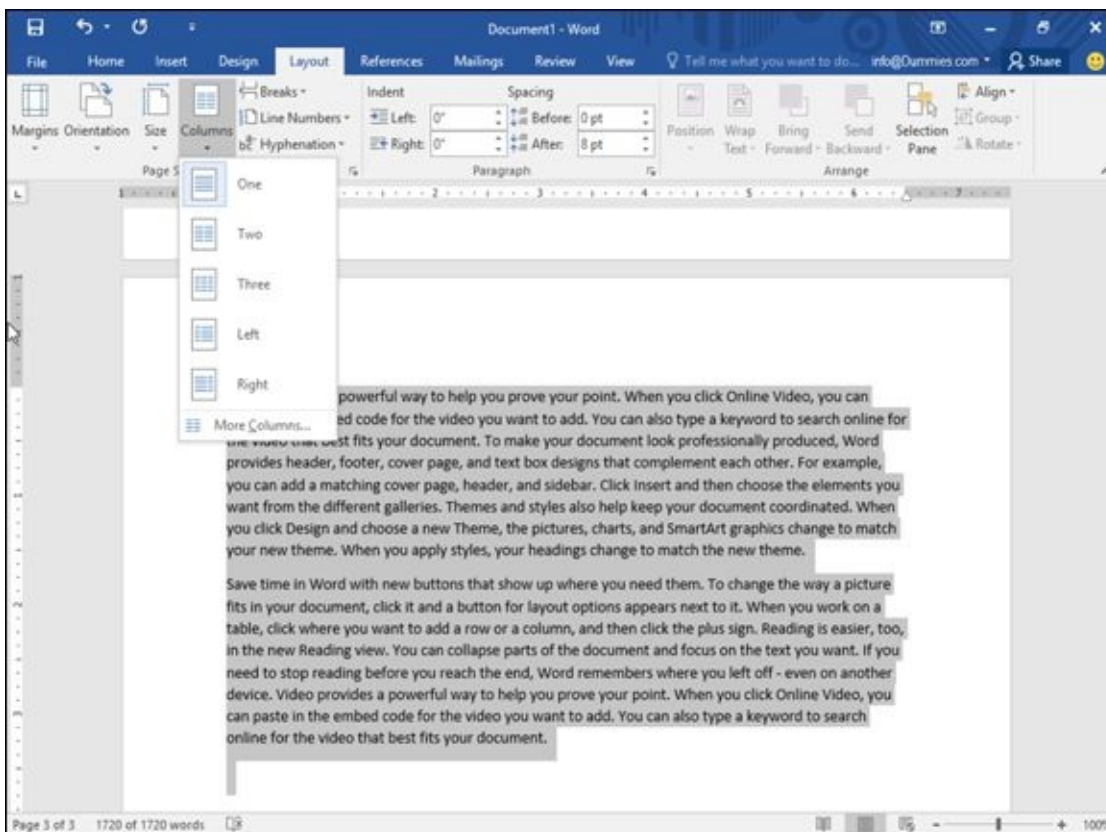 Document1 - Word
File Home Insert Design Layout References Mailings Review View Tell me what you want to do... info@Dummies.com Share
Margins Orientation Size Columns
Breaks
Line Numbers
Hyphenation
Page S
Indent
Left: 0"
Right: 0"
Spacing
Before: 0 pt
After: 8 pt
Paragraph
Position Wrap Text Bring Forward Send Backward Selection Pane
Align
Group
Rotate
Arrange
One
Two
Three
Left
Right
More Columns...
1 2 3 4 5 6 7
powerful way to help you prove your point. When you click Online Video, you can
ed code for the video you want to add. You can also type a keyword to search online for
the video that best fits your document. To make your document look professionally produced, Word
provides header, footer, cover page, and text box designs that complement each other. For example,
you can add a matching cover page, header, and sidebar. Click Insert and then choose the elements you
want from the different galleries. Themes and styles also help keep your document coordinated. When
you click Design and choose a new Theme, the pictures, charts, and SmartArt graphics change to match
your new theme. When you apply styles, your headings change to match the new theme.
Save time in Word with new buttons that show up where you need them. To change the way a picture
fits in your document, click it and a button for layout options appears next to it. When you work on a
table, click where you want to add a row or a column, and then click the plus sign. Reading is easier, too,
in the new Reading view. You can collapse parts of the document and focus on the text you want. If you
need to stop reading before you reach the end, Word remembers where you left off - even on another
device. Video provides a powerful way to help you prove your point. When you click Online Video, you
can paste in the embed code for the video you want to add. You can also type a keyword to search
online for the video that best fits your document.
Page 3 of 3 1720 of 1720 words 100%